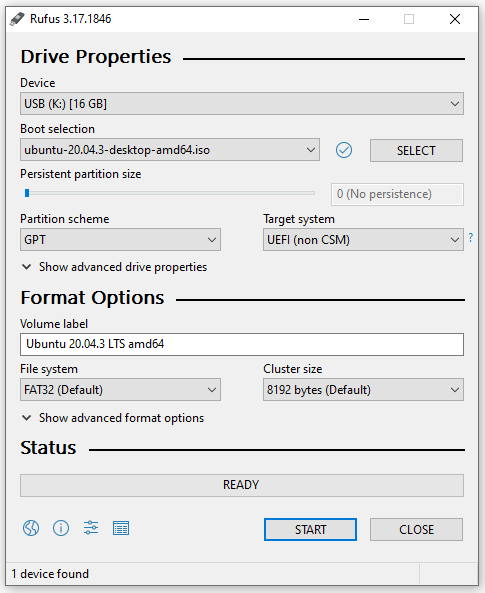 Rufus 3.17.1846
Drive Properties
Device
USB (K:) [16 GB]
Boot selection
ubuntu-20.04.3-desktop-amd64.iso
SELECT
Persistent partition size
0 (No persistence)
Partition scheme
Target system
GPT
UEFI (non CSM)
?
Show advanced drive properties
Format Options
Volume label
Ubuntu 20.04.3 LTS amd64
File system
Cluster size
FAT32 (Default)
8192 bytes (Default)
Show advanced format options
Status
READY
START
CLOSE
1 device found